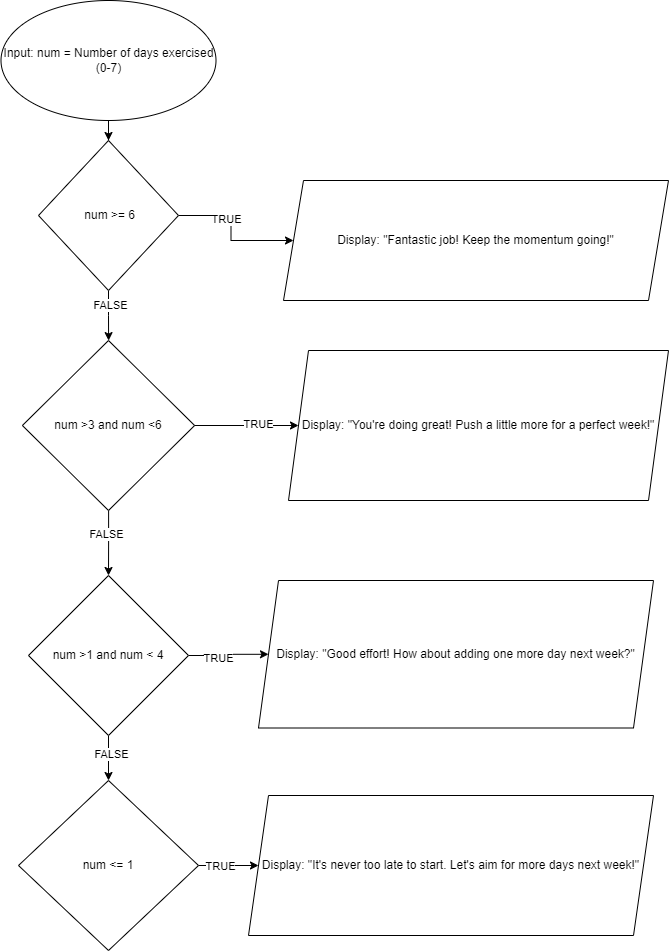 Input: num = Number of days exercised
(0-7)
num >= 6
TRUE
Display: "Fantastic job! Keep the momentum going!"
FALSE
num >3 and num <6
TRUE
Display: "You're doing great! Push a little more for a perfect week!"
FALSE
num >1 and num < 4
TRUE
Display: "Good effort! How about adding one more day next week?"
FALSE
num <= 1
TRUE
Display: "It's never too late to start. Let's aim for more days next week!"